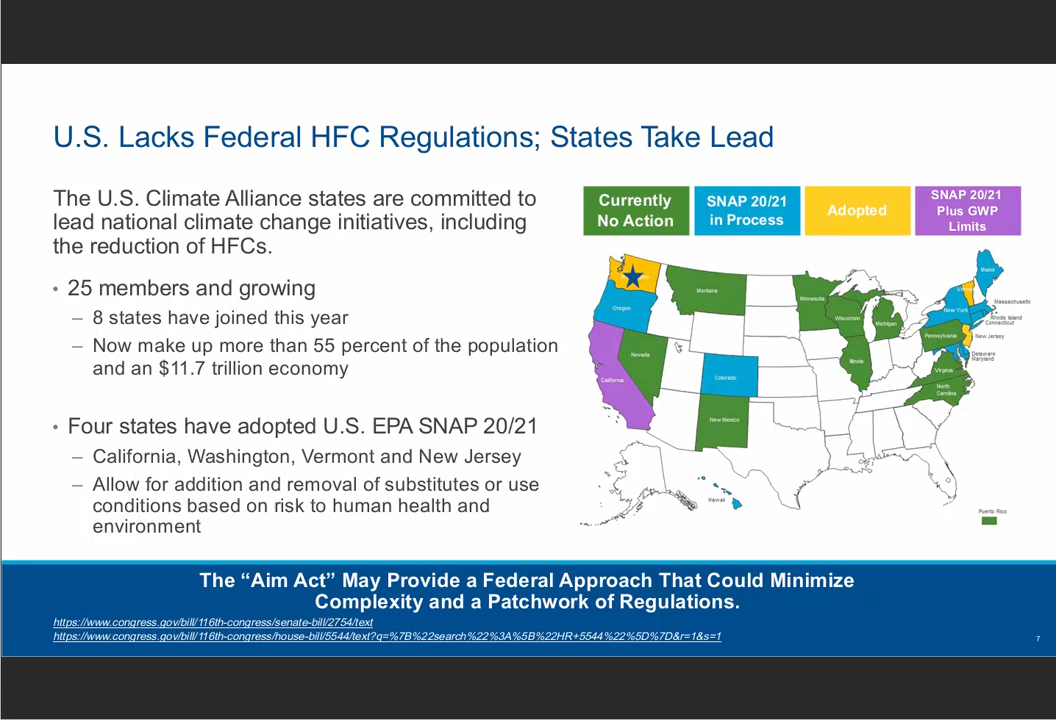 U.S. Lacks Federal HFC Regulations; States Take Lead
The U.S. Climate Alliance states are committed to
lead national climate change initiatives, including
the reduction of HFCs.
• 25 members and growing
– 8 states have joined this year
– Now make up more than 55 percent of the population
and an $11.7 trillion economy
• Four states have adopted U.S. EPA SNAP 20/21
– California, Washington, Vermont and New Jersey
– Allow for addition and removal of substitutes or use
conditions based on risk to human health and
environment
Currently
No Action
SNAP 20/21
in Process
Adopted
SNAP 20/21
Plus GWP
Limits
Oregon
California
Nevada
Montana
Colorado
New Mexico
Minnesota
Wisconsin
Michigan
Illinois
Maine
New York
Massachusetts
Rhode Island
Connecticut
Pennsylvania
New Jersey
Delaware
Maryland
Virginia
North
Carolina
Hawaii
Puerto Rico
The “Aim Act” May Provide a Federal Approach That Could Minimize
Complexity and a Patchwork of Regulations.
https://www.congress.gov/bill/116th-congress/senate-bill/2754/text
https://www.congress.gov/bill/116th-congress/house-bill/5544/text?q=%7B%22search%22%3A%5B%22HR+5544%22%5D%7D&r=1&s=1
7